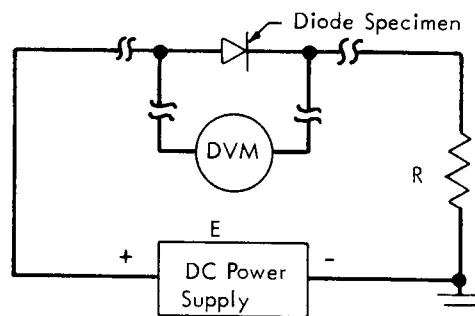 Diode Specimen
DVM
R
E
+
-
DC Power
Supply